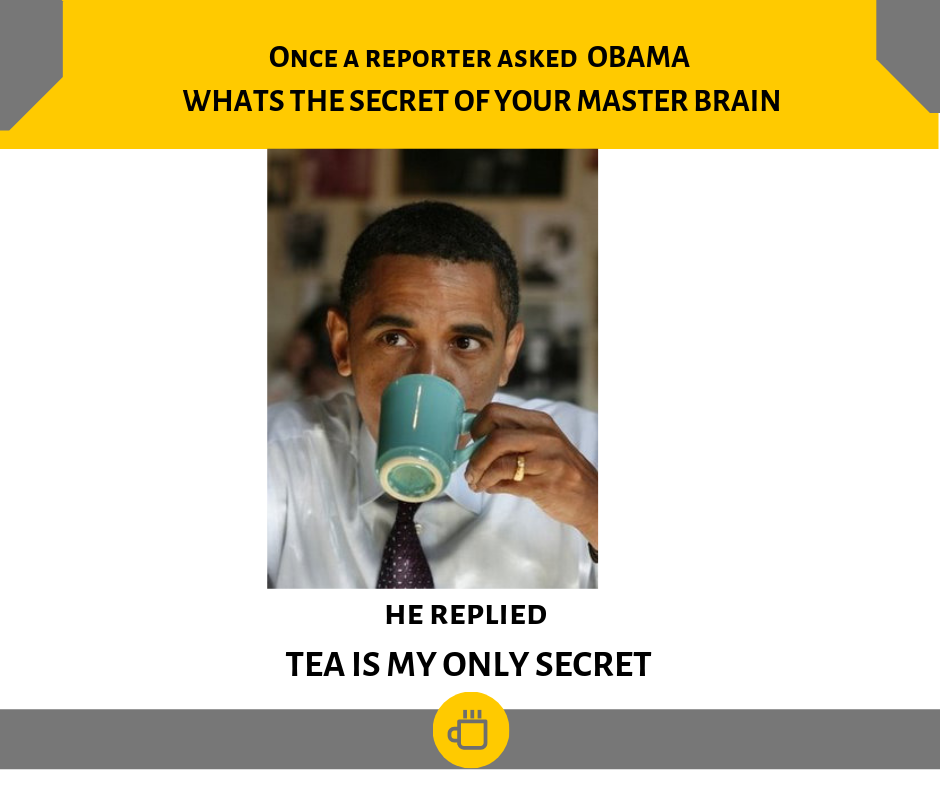 Once a reporter asked OBAMA
WHATS THE SECRET OF YOUR MASTER BRAIN
HE REPLIED
TEA IS MY ONLY SECRET